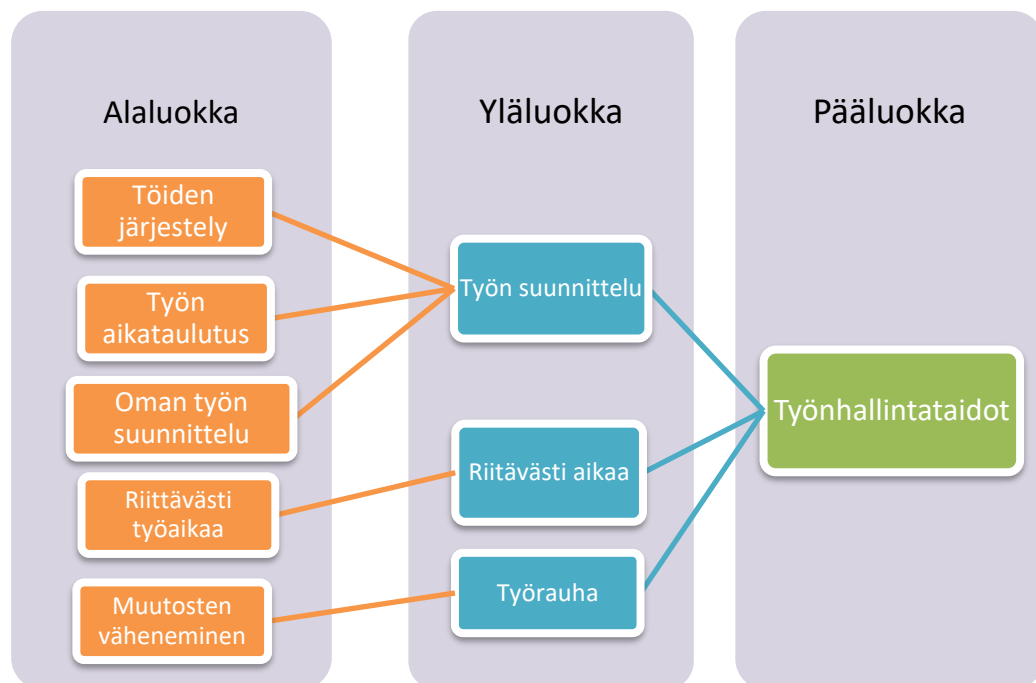 Alaluokka
Töiden
järjestely
Työn
aikataulutus
Oman työn
suunnittelu
Riittävästi
työaikaa
Muutosten
väheneminen
Yläluokka
Työn suunnittelu
Riitävästi aikaa
Työrauha
Pääluokka
Työnhallintataidot